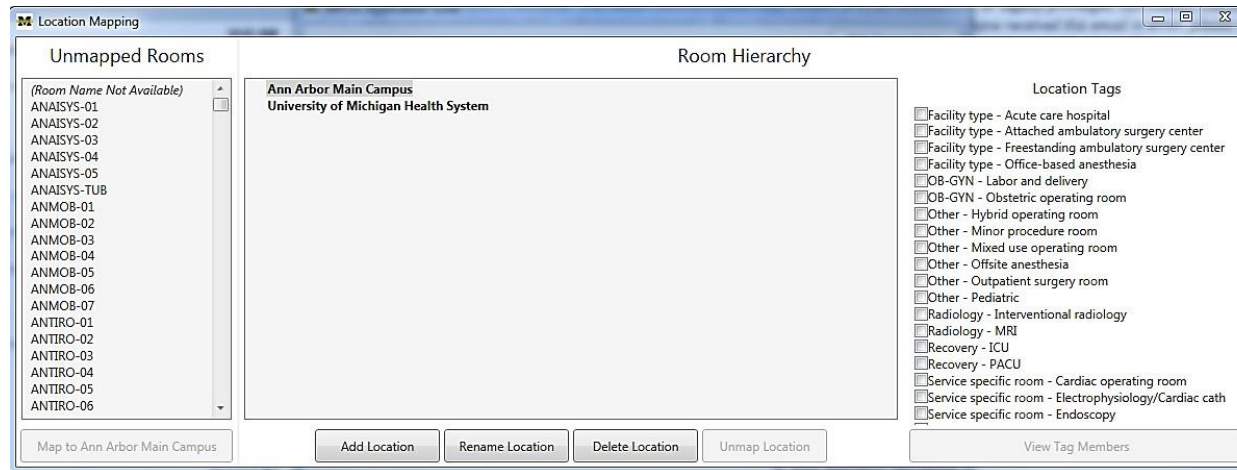 Location Mapping
Unmapped Rooms
Room Hierarchy
(Room Name Not Available)
ANAISYS-01
ANAISYS-02
ANAISYS-03
ANAISYS-04
ANAISYS-05
ANAISYS-TUB
ANMOB-01
ANMOB-02
ANMOB-03
ANMOB-04
ANMOB-05
ANMOB-06
ANMOB-07
ANTIRO-01
ANTIRO-02
ANTIRO-03
ANTIRO-04
ANTIRO-05
ANTIRO-06
Map to Ann Arbor Main Campus
Ann Arbor Main Campus
University of Michigan Health System
Add Location
Rename Location
Delete Location
Unmap Location
Location Tags
Facility type - Acute care hospital
Facility type - Attached ambulatory surgery center
Facility type - Freestanding ambulatory surgery center
Facility type - Office-based anesthesia
OB-GYN - Labor and delivery
OB-GYN - Obstetric operating room
Other - Hybrid operating room
Other - Minor procedure room
Other - Mixed use operating room
Other - Offsite anesthesia
Other - Outpatient surgery room
Other - Pediatric
Radiology - Interventional radiology
Radiology - MRI
Recovery - ICU
Recovery - PACU
Service specific room - Cardiac operating room
Service specific room - Electrophysiology/Cardiac cath
Service specific room - Endoscopy
View Tag Members